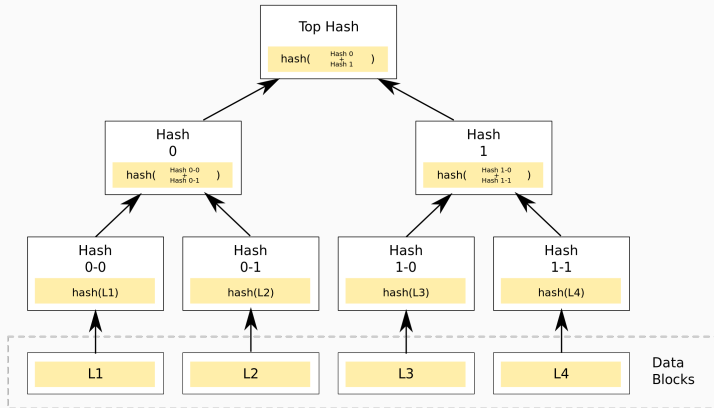 Top Hash
hash( Hash 0 + Hash 1 )
Hash
0
hash( Hash 0-0 + Hash 0-1 )
Hash
1
hash( Hash 1-0 + Hash 1-1 )
Hash
0-0
hash(L1)
Hash
0-1
hash(L2)
Hash
1-0
hash(L3)
Hash
1-1
hash(L4)
L1
L2
L3
L4
Data
Blocks